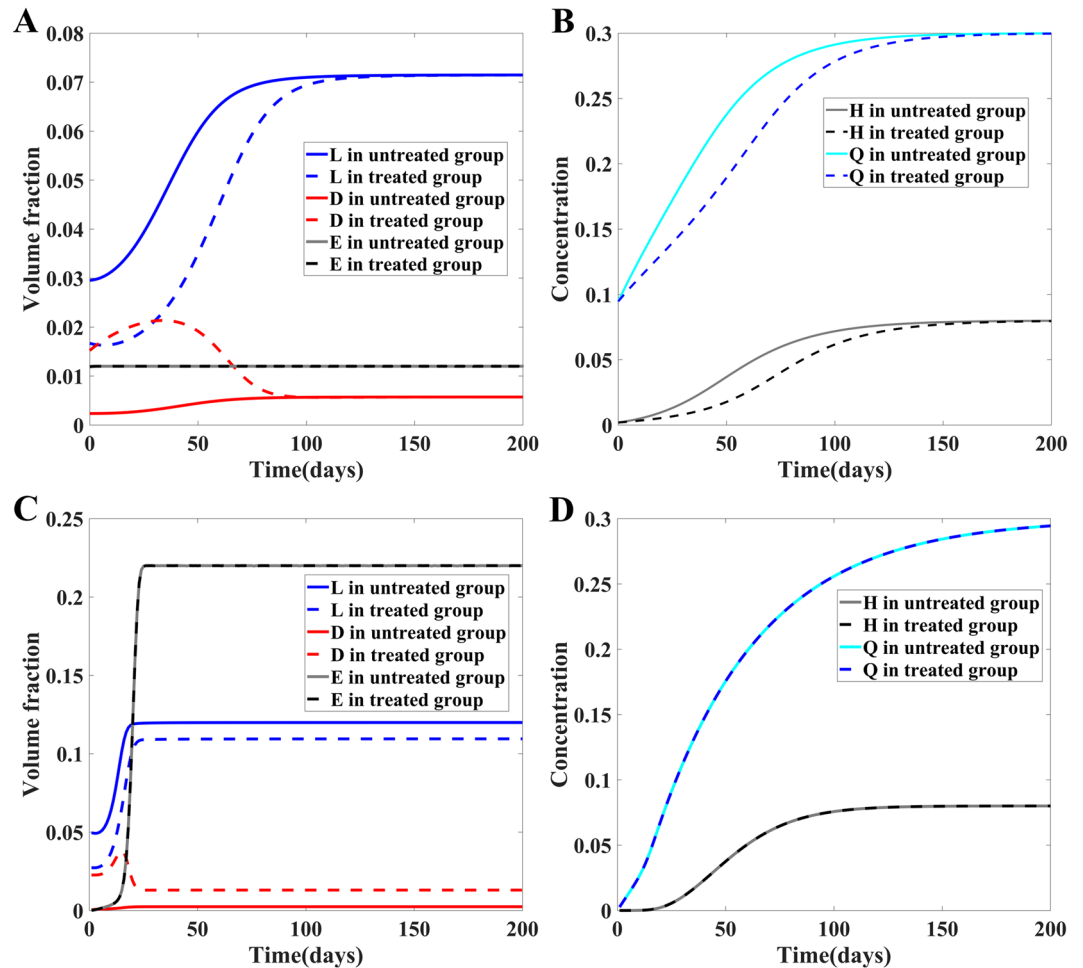 A
0.08
0.07
0.06
0.05
0.04
0.03
0.02
0.01
0
Volume fraction
L in untreated group
L in treated group
D in untreated group
D in treated group
E in untreated group
E in treated group
0 50 100 150 200
Time(days)
B
0.3
0.25
0.2
0.15
0.1
0.05
0
Concentration
H in untreated group
H in treated group
Q in untreated group
Q in treated group
0 50 100 150 200
Time(days)
C
0.25
0.2
0.15
0.1
0.05
0
Volume fraction
L in untreated group
L in treated group
D in untreated group
D in treated group
E in untreated group
E in treated group
0 50 100 150 200
Time(days)
D
0.3
0.25
0.2
0.15
0.1
0.05
0
Concentration
H in untreated group
H in treated group
Q in untreated group
Q in treated group
0 50 100 150 200
Time(days)